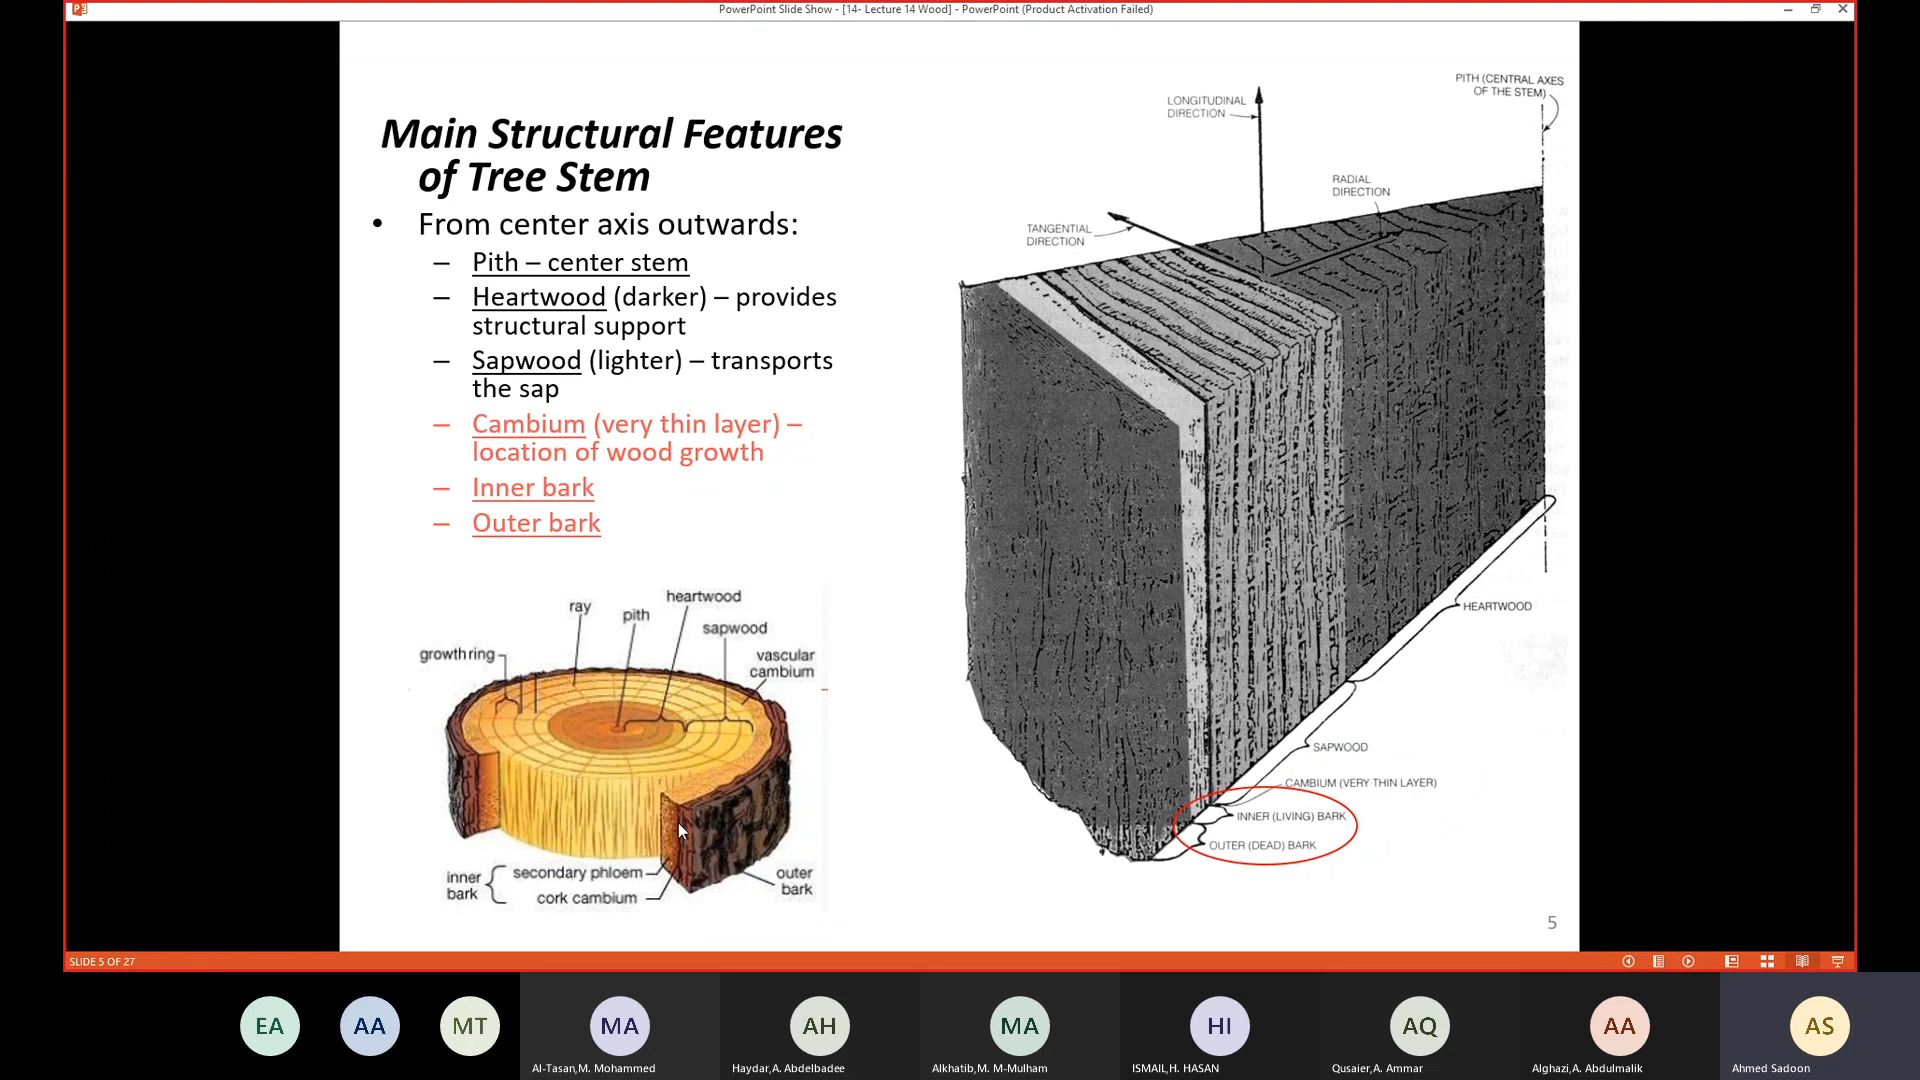 PowerPoint Slide Show - [14- Lecture 14 Wood] - PowerPoint (Product Activation Failed)
Main Structural Features
of Tree Stem
• From center axis outwards:
– Pith – center stem
– Heartwood (darker) – provides
structural support
– Sapwood (lighter) – transports
the sap
– Cambium (very thin layer) –
location of wood growth
– Inner bark
– Outer bark
growth ring
ray
pith
heartwood
sapwood
vascular
cambium
inner
bark
secondary phloem
cork cambium
outer
bark
PITH (CENTRAL AXES
OF THE STEM)
LONGITUDINAL
DIRECTION
RADIAL
DIRECTION
TANGENTIAL
DIRECTION
HEARTWOOD
SAPWOOD
CAMBIUM (VERY THIN LAYER)
INNER (LIVING) BARK
OUTER (DEAD) BARK
5
SLIDE 5 OF 27
EA
AA
MT
MA
AH
MA
HI
AQ
AA
AS
Al-Tasan,M. Mohammed
Haydar,A. Abdelbadee
Alkhatib,M. M-Mulham
ISMAIL,H. HASAN
Qusaier,A. Ammar
Alghazi,A. Abdulmalik
Ahmed Sadoon